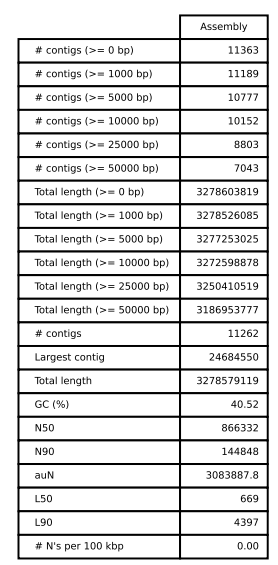 Assembly
# contigs (>= 0 bp) 11363
# contigs (>= 1000 bp) 11189
# contigs (>= 5000 bp) 10777
# contigs (>= 10000 bp) 10152
# contigs (>= 25000 bp) 8803
# contigs (>= 50000 bp) 7043
Total length (>= 0 bp) 3278603819
Total length (>= 1000 bp) 3278526085
Total length (>= 5000 bp) 3277253025
Total length (>= 10000 bp) 3272598878
Total length (>= 25000 bp) 3250410519
Total length (>= 50000 bp) 3186953777
# contigs 11262
Largest contig 24684550
Total length 3278579119
GC (%) 40.52
N50 866332
N90 144848
auN 3083887.8
L50 669
L90 4397
# N's per 100 kbp 0.00